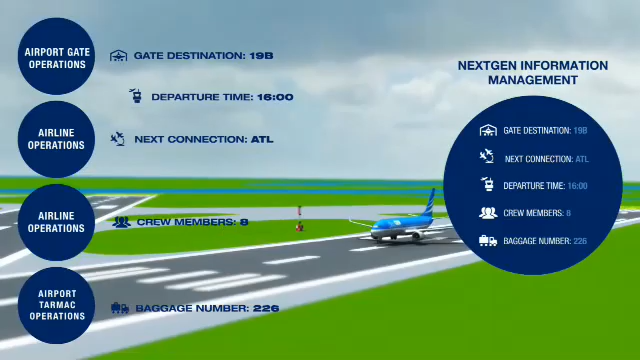 AIRPORT GATE
OPERATIONS
GATE DESTINATION: 19B
DEPARTURE TIME: 16:00
AIRLINE
OPERATIONS
NEXT CONNECTION: ATL
AIRLINE
OPERATIONS
CREW MEMBERS: 8
AIRPORT
TARMAC
OPERATIONS
BAGGAGE NUMBER: 226
NEXTGEN INFORMATION
MANAGEMENT
GATE DESTINATION: 19B
NEXT CONNECTION: ATL
DEPARTURE TIME: 16:00
CREW MEMBERS: 8
BAGGAGE NUMBER: 226